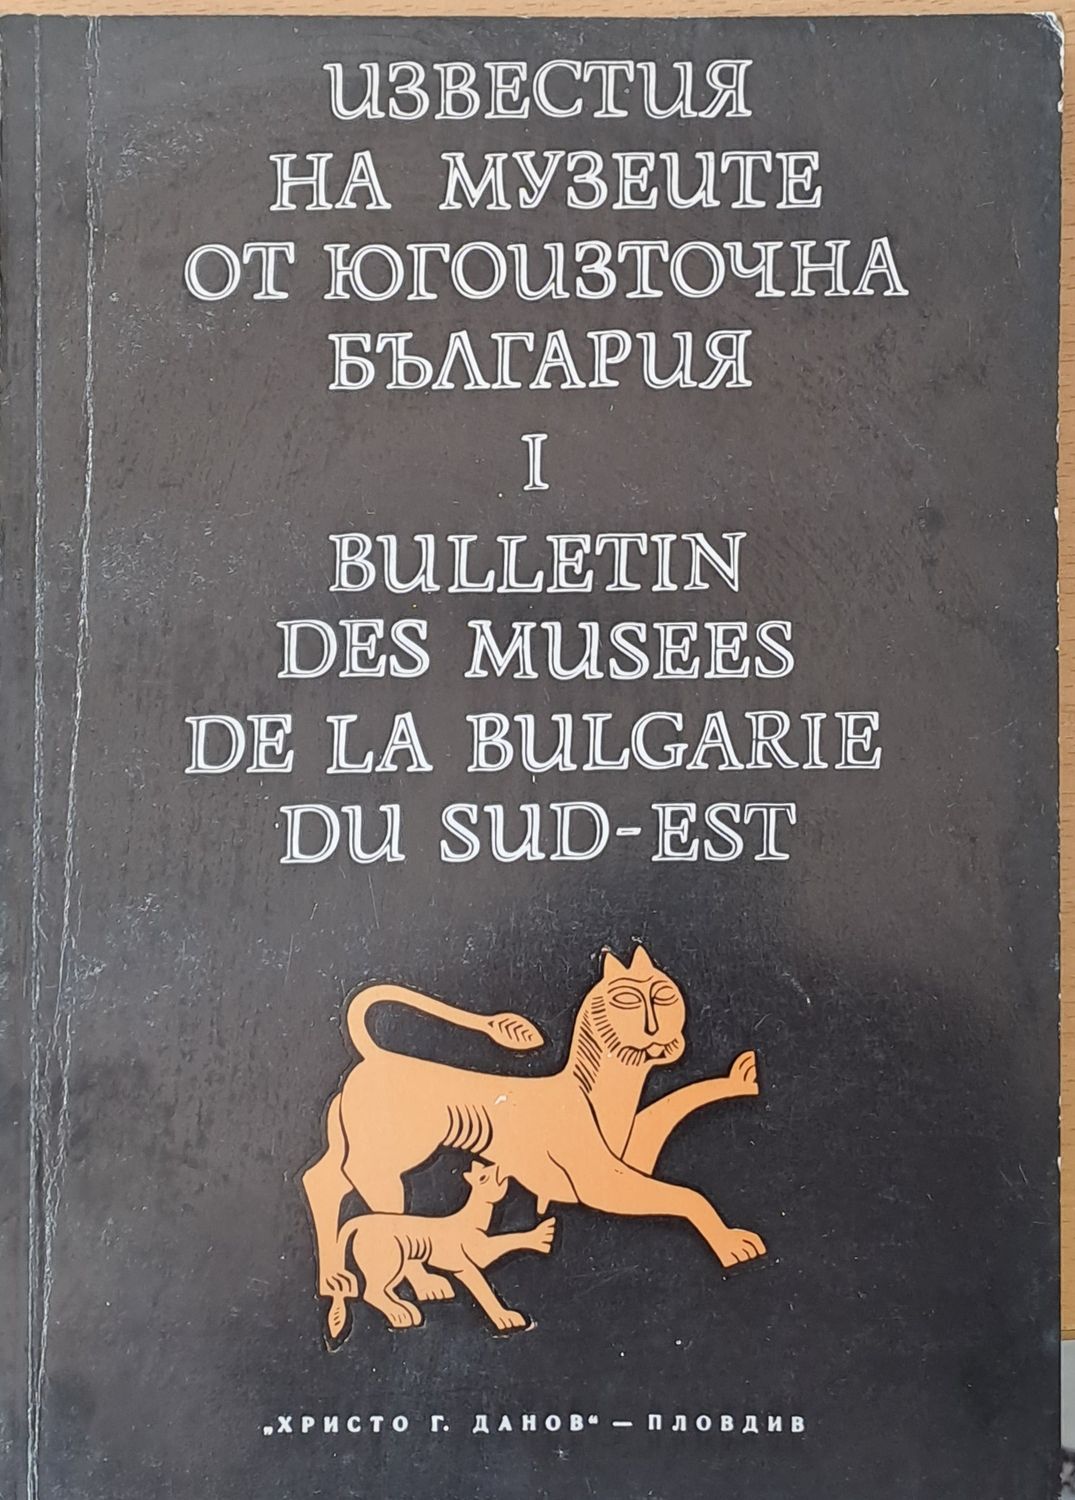 ИЗВЕСТИЯ
НА МУЗЕИТЕ
ОТ ЮГОИЗТОЧНА
БЪЛГАРИЯ
I
BULLETIN
DES MUSEES
DE LA BULGARIE
DU SUD-EST
„ХРИСТО Г. ДАНОВ“ — ПЛОВДИВ